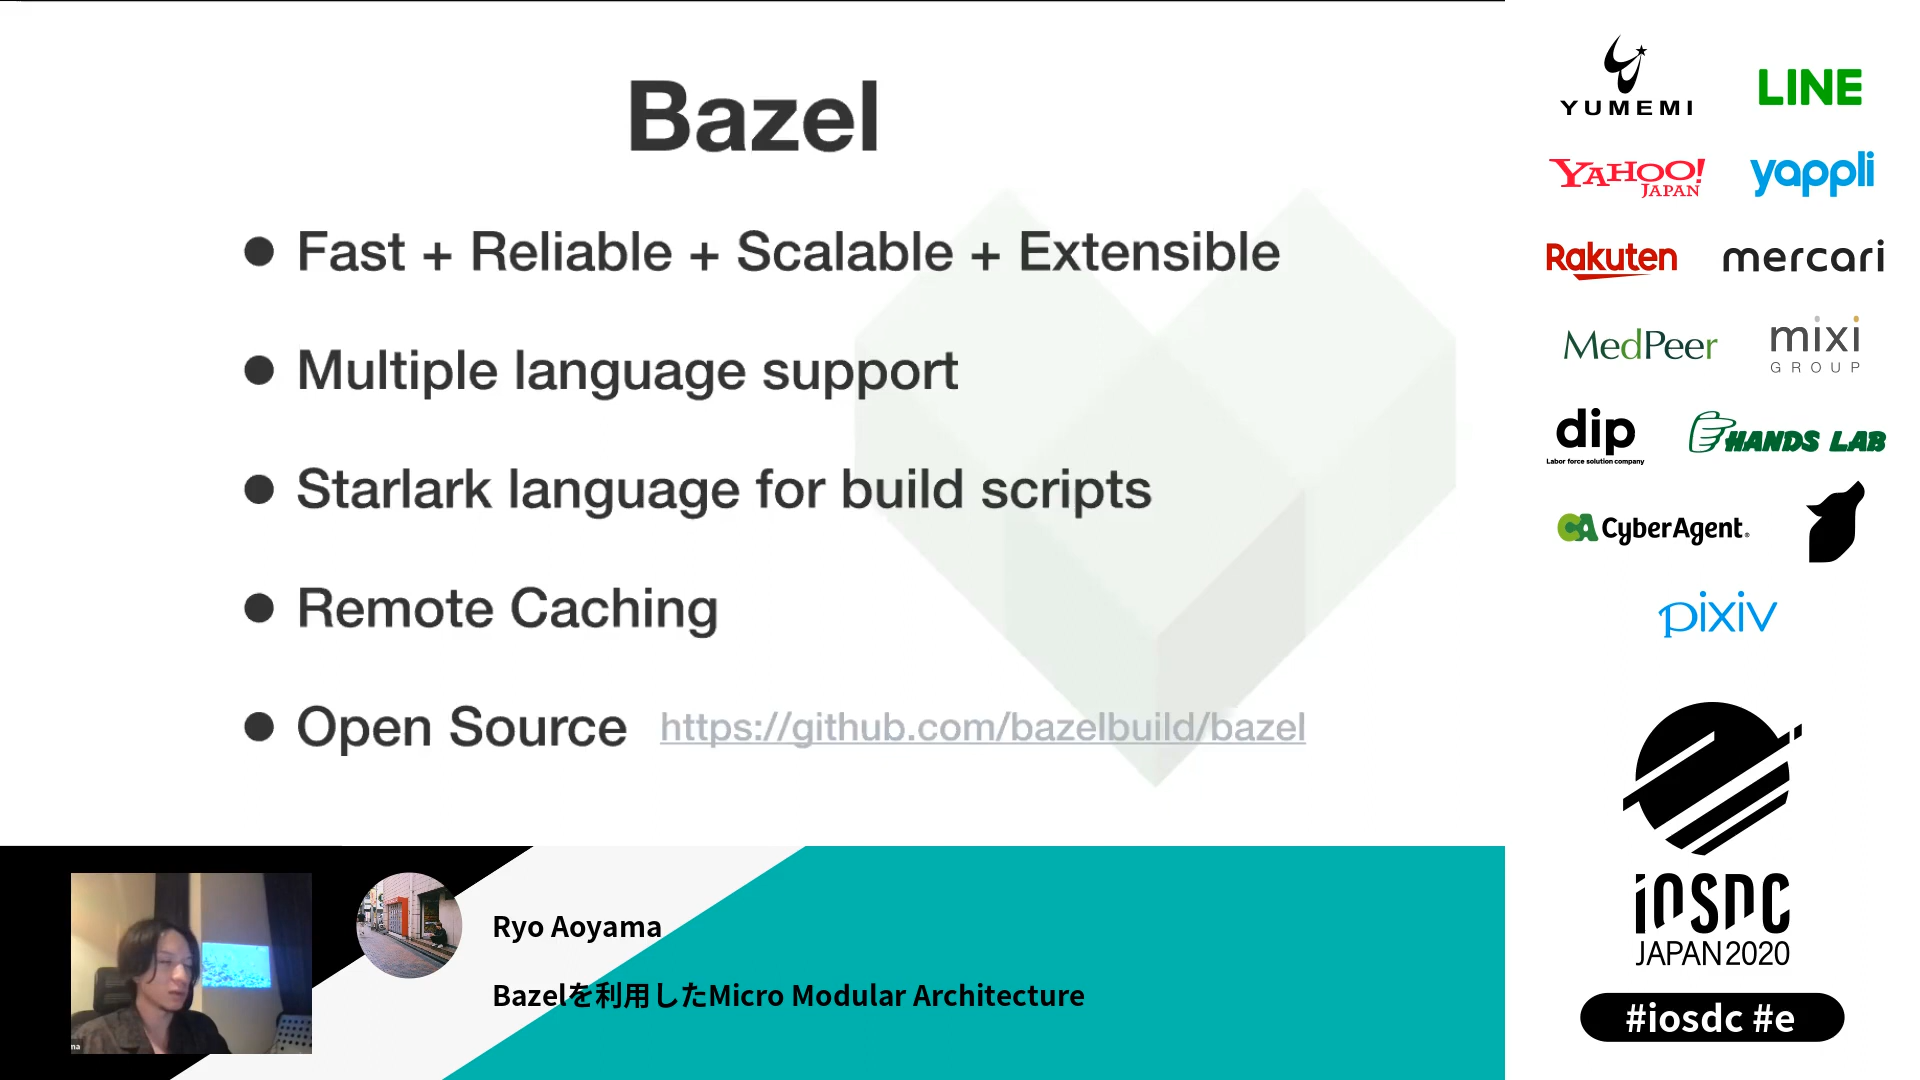 Bazel
Fast + Reliable + Scalable + Extensible
Multiple language support
Starlark language for build scripts
Remote Caching
Open Source https://github.com/bazelbuild/bazel
Ryo Aoyama
Bazelを利用したMicro Modular Architecture
YUMEMI
LINE
YAHOO!
JAPAN
yappli
Rakuten
mercari
MedPeer
mixi
GROUP
dip
Labor force solution company
HANDS LAB
CA CyberAgent
pixiv
iOSDC
JAPAN2020
#iosdc #e